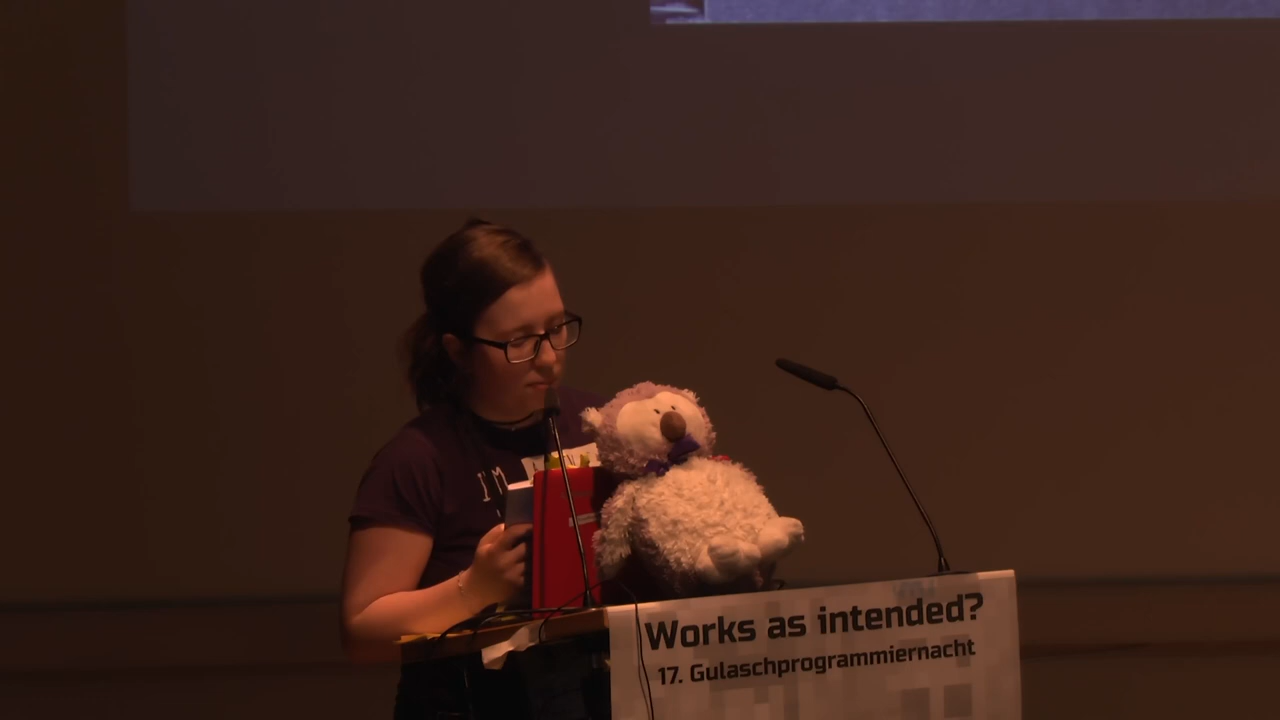 I'M
Works as intended?
17. Gulaschprogrammiernacht